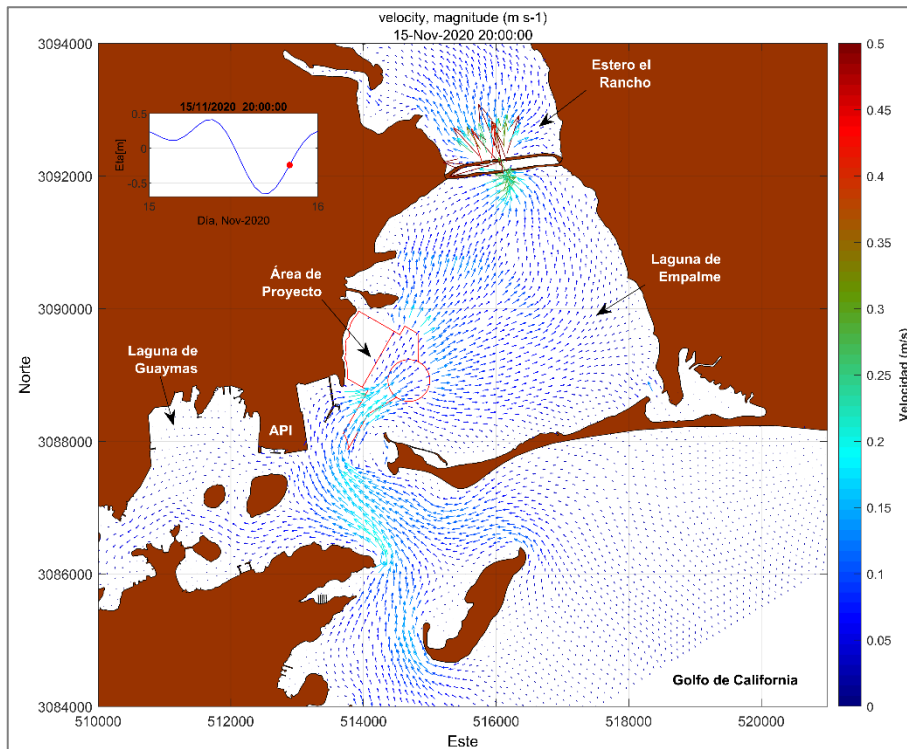 velocity, magnitude (m s-1)
15-Nov-2020 20:00:00
3094000
3092000
3090000
3088000
3086000
3084000
Norte
510000
512000
514000
516000
518000
520000
Este
15/11/2020 20:00:00
0.5
0
-0.5
Eta[m]
15
16
Dia, Nov-2020
Estero el
Rancho
Laguna de
Empalme
Área de
Proyecto
Laguna de
Guaymas
API
Golfo de California
0.5
0.45
0.4
0.35
0.3
0.25
0.2
0.15
0.1
0.05
0
Velocidad (m/s)